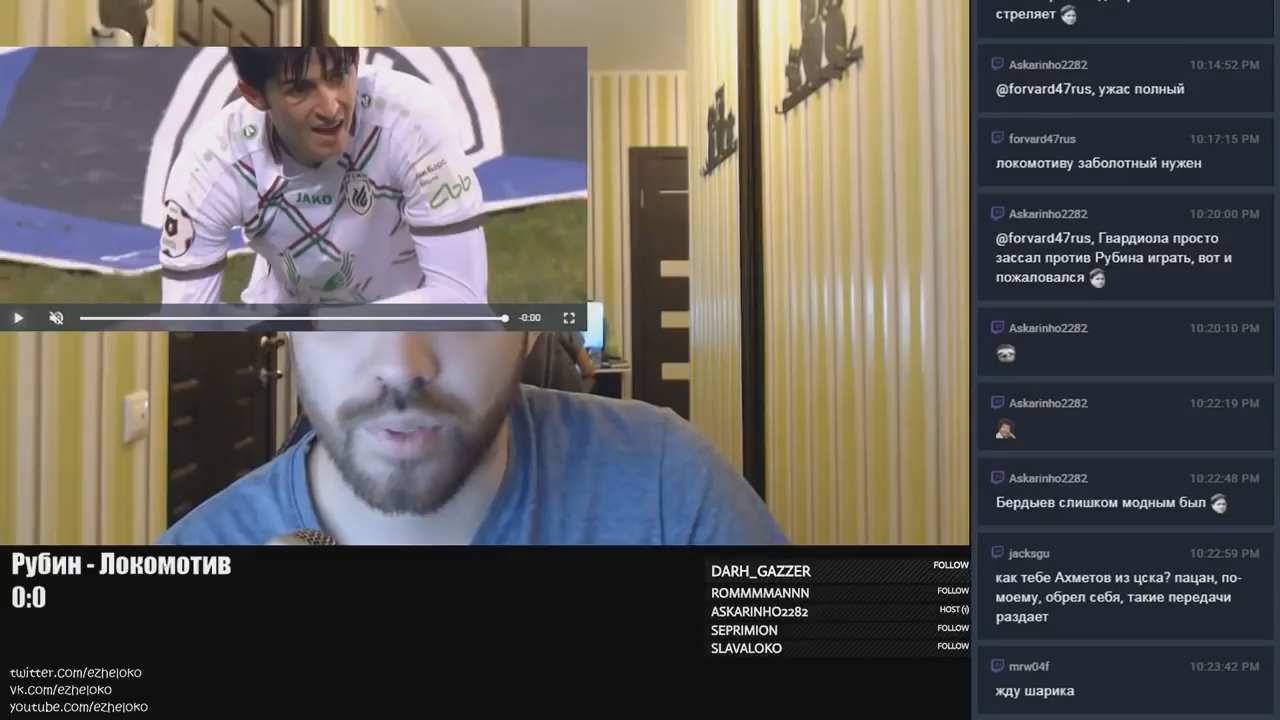 JAKO
РУБИН
Рубин - Локомотив
0:0
-0:00
twitter.com/ezheloko
vk.com/ezheloko
youtube.com/ezheloko
DARH_GAZZER FOLLOW
ROMMMMANNN FOLLOW
ASKARINHO2282 HOST (1)
SEPRIMION FOLLOW
SLAVALOKO FOLLOW
стреляет
Askarinho2282 10:14:52 PM
@forvard47rus, ужас полный
forvard47rus 10:17:15 PM
локомотиву заболотный нужен
Askarinho2282 10:20:00 PM
@forvard47rus, Гвардиола просто
зассал против Рубина играть, вот и
пожаловался
Askarinho2282 10:20:10 PM
Askarinho2282 10:22:19 PM
Askarinho2282 10:22:48 PM
Бердыев слишком модным был
jacksgu 10:22:59 PM
как тебе Ахметов из цска? пацан, по-
моему, обрел себя, такие передачи
раздает
mrw04f 10:23:42 PM
жду шарика